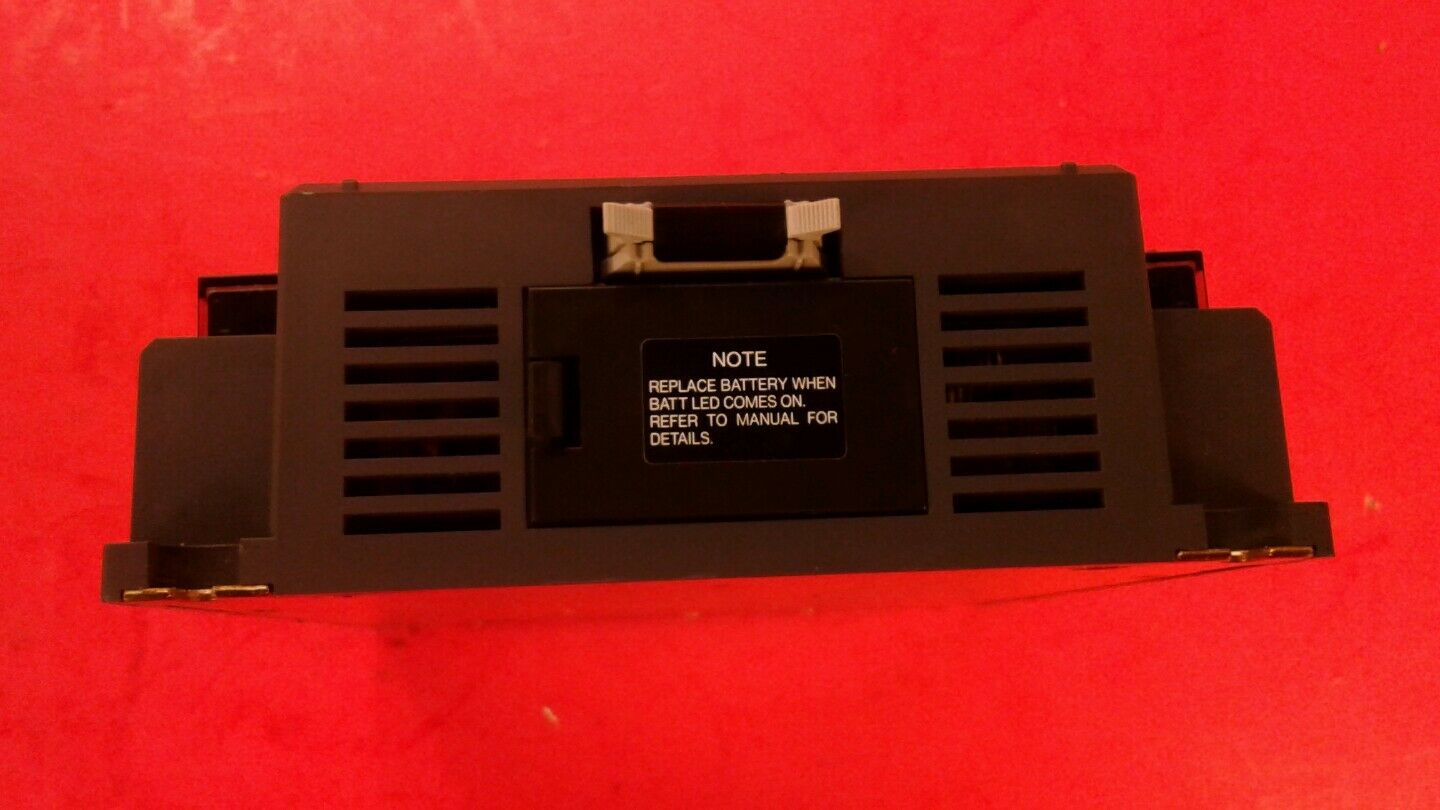 NOTE
REPLACE BATTERY WHEN
BATT LED COMES ON.
REFER TO MANUAL FOR
DETAILS.